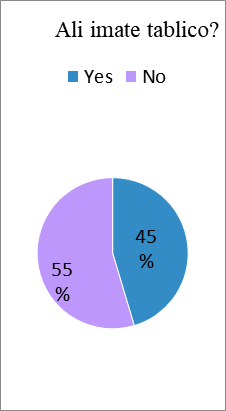 Ali imate tablico?
Yes No
45
%
55
%